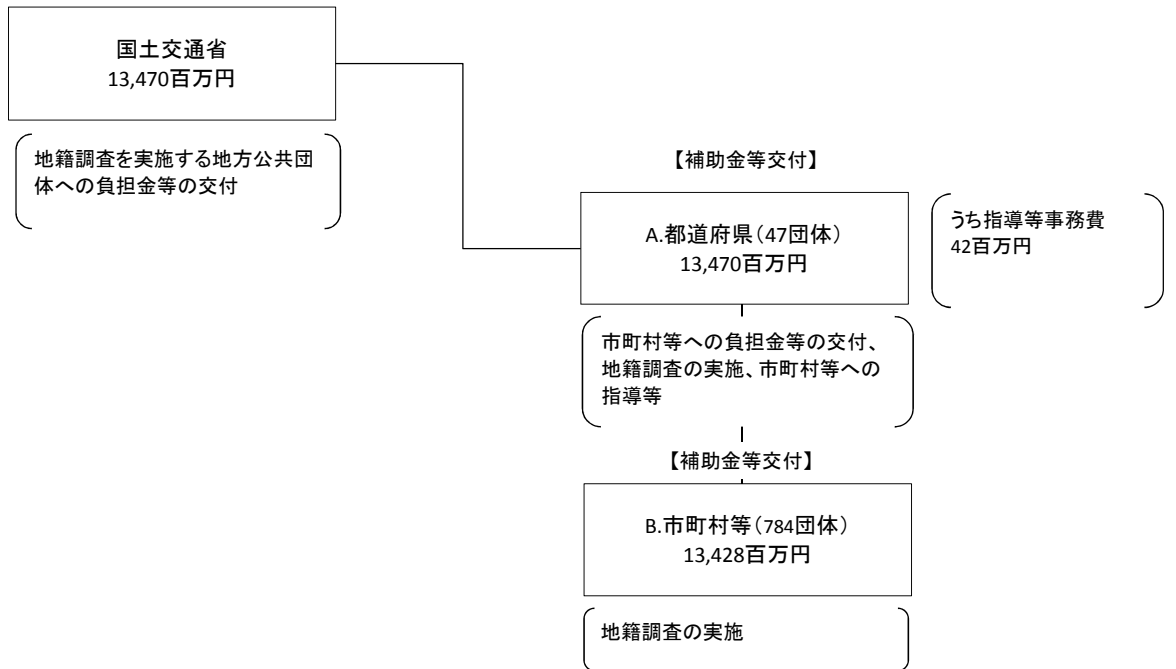 国土交通省
13,470百万円
地籍調査を実施する地方公共団
体への負担金等の交付
【補助金等交付】
A.都道府県（47団体）
13,470百万円
うち指導等事務費
42百万円
市町村等への負担金等の交付、
地籍調査の実施、市町村等への
指導等
【補助金等交付】
B.市町村等（784団体）
13,428百万円
地籍調査の実施